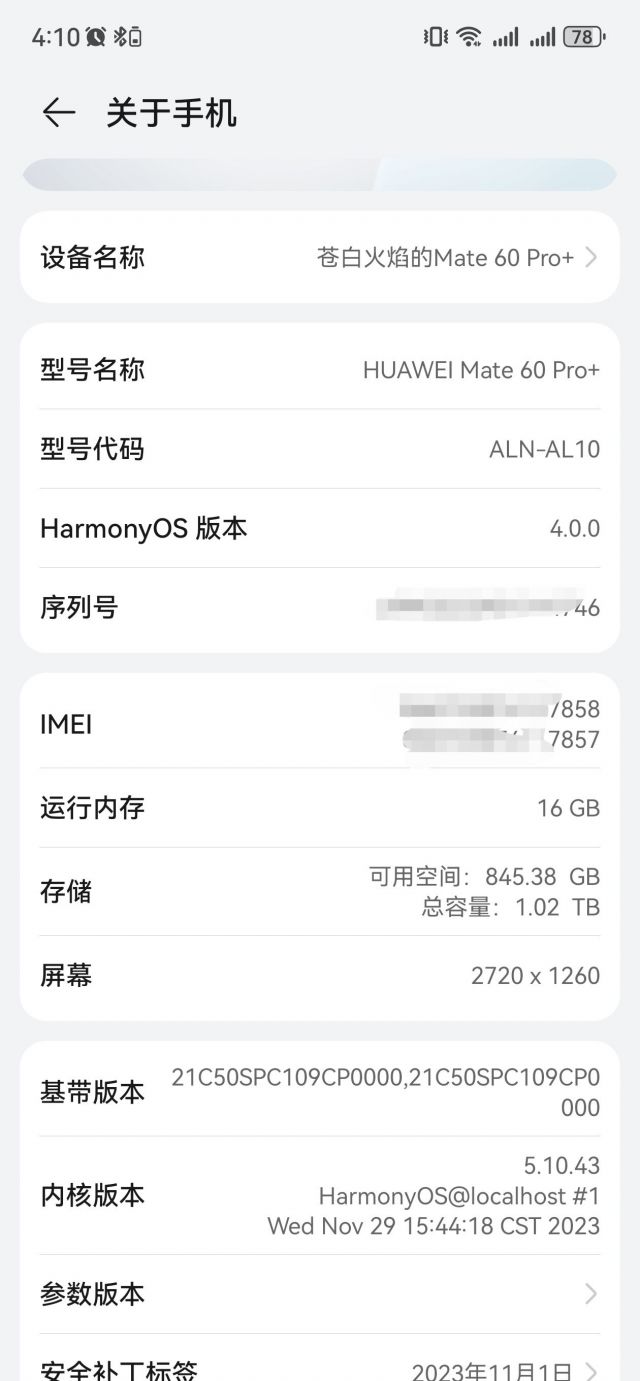 4:10
78
关于手机
设备名称 苍白火焰的Mate 60 Pro+
型号名称 HUAWEI Mate 60 Pro+
型号代码 ALN-AL10
HarmonyOS 版本 4.0.0
序列号 746
IMEI 7858
7857
运行内存 16 GB
存储 可用空间：845.38 GB
总容量：1.02 TB
屏幕 2720 x 1260
基带版本 21C50SPC109CP0000,21C50SPC109CP0
000
内核版本 5.10.43
HarmonyOS@localhost #1
Wed Nov 29 15:44:18 CST 2023
参数版本
安全补丁标签 2023年11月1日